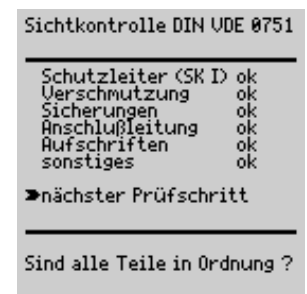 Sichtkontrolle DIN VDE 0751
Schutzleiter (SK I) ok
Verschmutzung ok
Sicherungen ok
Anschlußleitung ok
Aufschriften ok
sonstiges ok
➤nächster Prüfschritt
Sind alle Teile in Ordnung ?